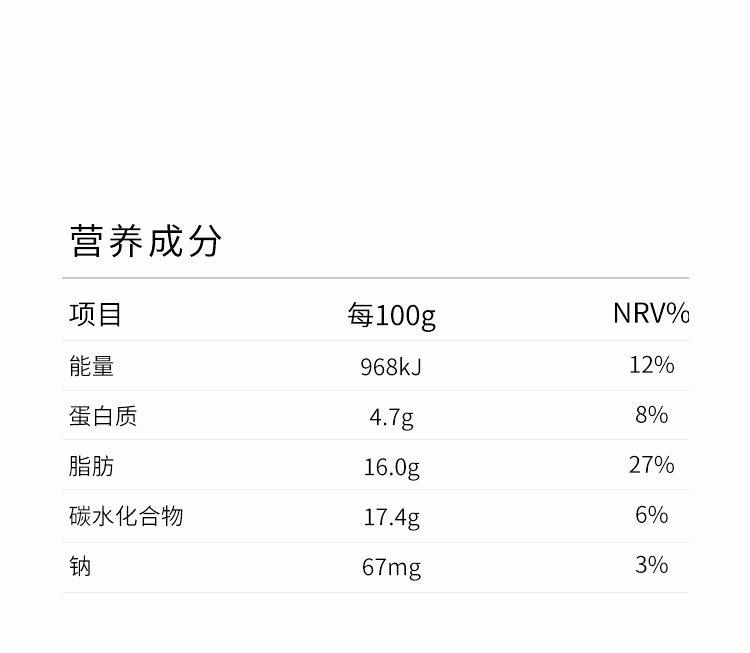 营养成分
项目 每100g NRV%
能量 968kJ 12%
蛋白质 4.7g 8%
脂肪 16.0g 27%
碳水化合物 17.4g 6%
钠 67mg 3%